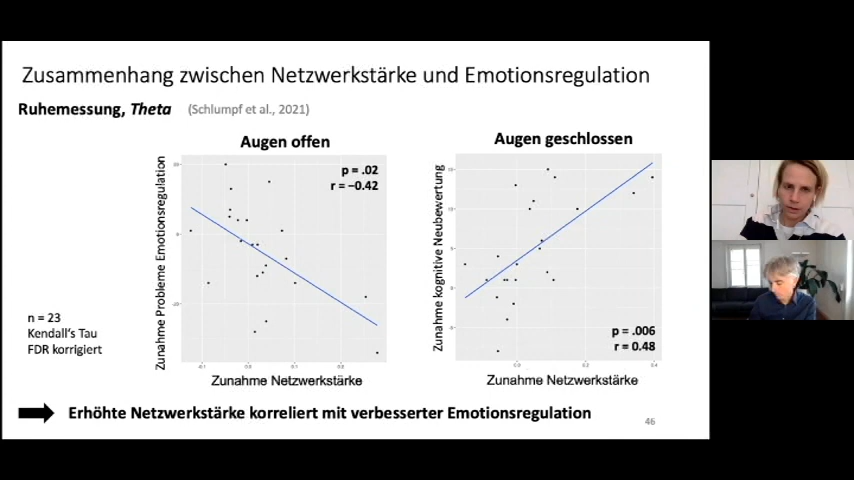 Zusammenhang zwischen Netzwerkstärke und Emotionsregulation
Ruhemessung, Theta (Schlumpf et al., 2021)
Augen offen
p = .02
r = −0.42
Zunahme Probleme Emotionsregulation
Zunahme Netzwerkstärke
Augen geschlossen
p = .006
r = 0.48
Zunahme kognitive Neubewertung
Zunahme Netzwerkstärke
n = 23
Kendall's Tau
FDR korrigiert
Erhöhte Netzwerkstärke korreliert mit verbesserter Emotionsregulation
46